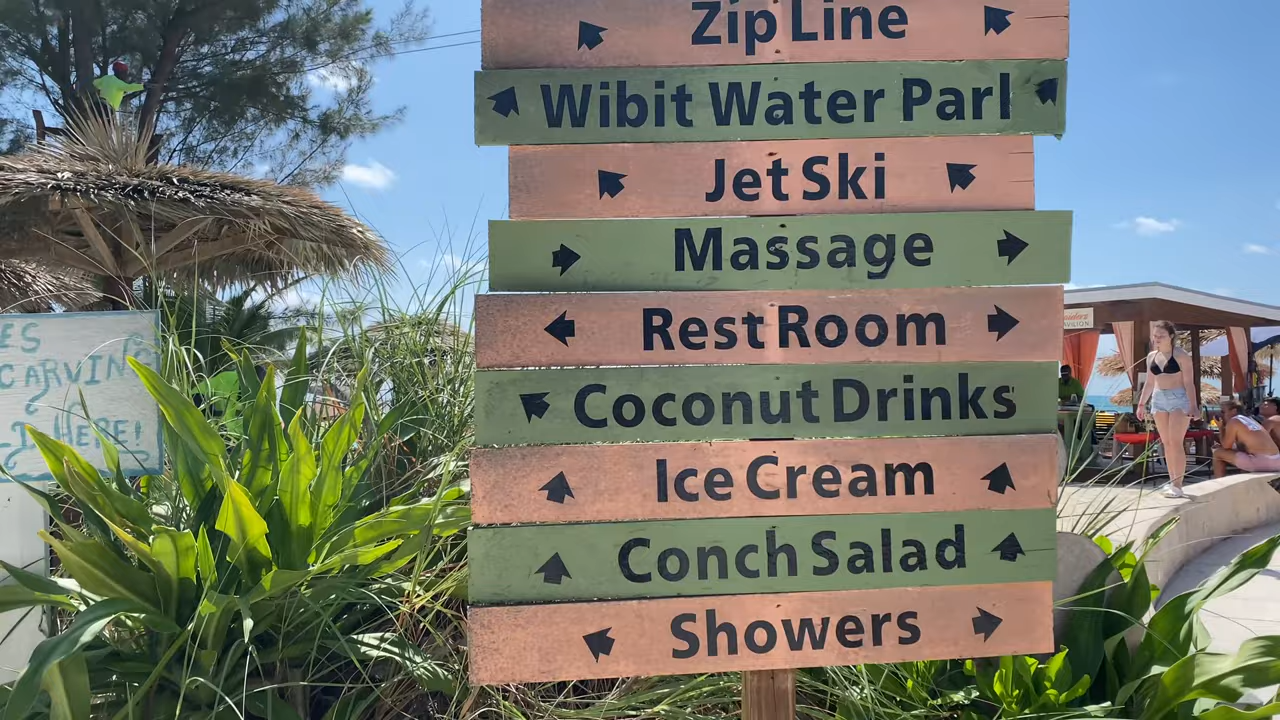 Zip Line
Wibit Water Parl
Jet Ski
Massage
Rest Room
Coconut Drinks
Ice Cream
Conch Salad
Showers
ES
CARVING
HERE!